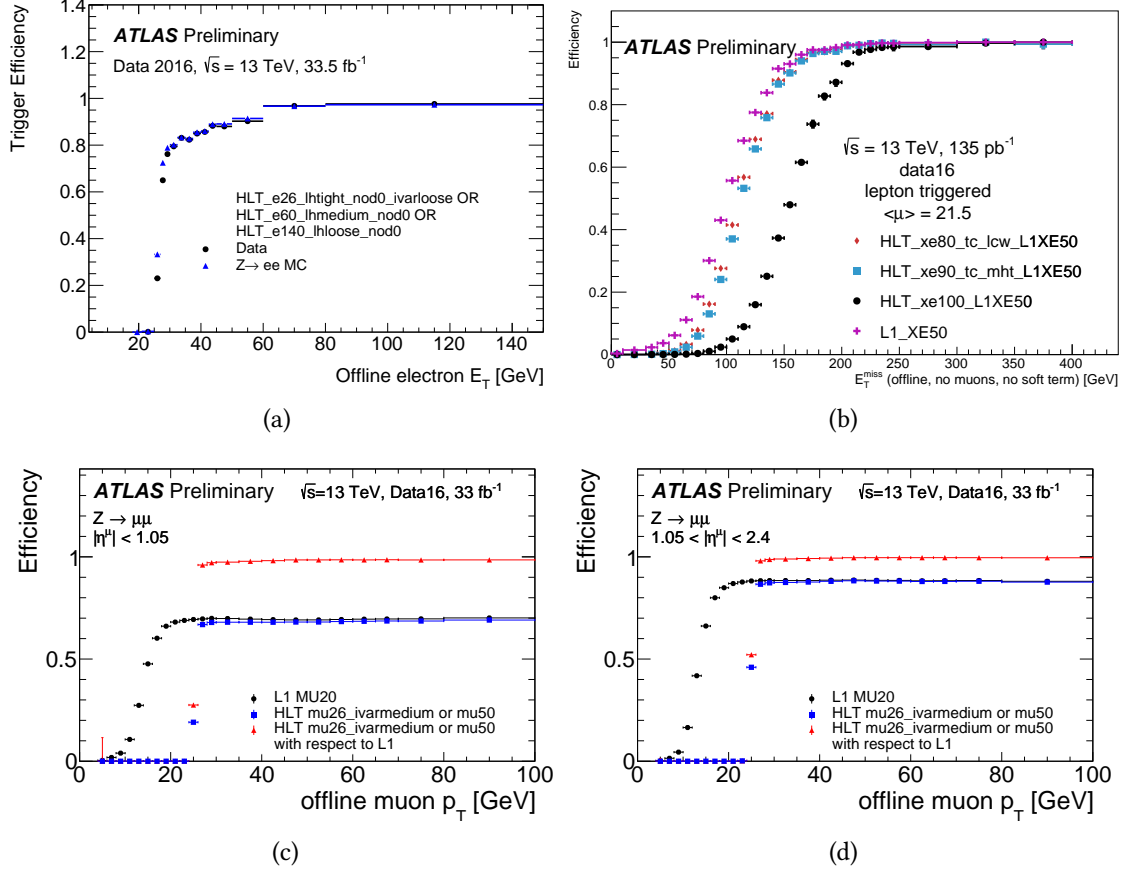 Trigger Efficiency
1.4
1.2
1
0.8
0.6
0.4
0.2
0
ATLAS Preliminary
Data 2016, √s = 13 TeV, 33.5 fb⁻¹
HLT_e26_lhtight_nod0_ivarloose OR
HLT_e60_lhmedium_nod0 OR
HLT_e140_lhloose_nod0
Data
Z→ ee MC
20 40 60 80 100 120 140
Offline electron E_T [GeV]
(a)
Efficiency
1
0.8
0.6
0.4
0.2
0
ATLAS Preliminary
√s = 13 TeV, 135 pb⁻¹
data16
lepton triggered
<μ> = 21.5
HLT_xe80_tc_lcw_L1XE50
HLT_xe90_tc_mht_L1XE50
HLT_xe100_L1XE50
L1_XE50
0 50 100 150 200 250 300 350 400
E_T^miss (offline, no muons, no soft term) [GeV]
(b)
Efficiency
1
0.5
0
ATLAS Preliminary
√s=13 TeV, Data16, 33 fb⁻¹
Z → μμ
|η^μ| < 1.05
L1 MU20
HLT mu26_ivarmedium or mu50
HLT mu26_ivarmedium or mu50
with respect to L1
0 20 40 60 80 100
offline muon p_T [GeV]
(c)
Efficiency
1
0.5
0
ATLAS Preliminary
√s=13 TeV, Data16, 33 fb⁻¹
Z → μμ
1.05 < |η^μ| < 2.4
L1 MU20
HLT mu26_ivarmedium or mu50
HLT mu26_ivarmedium or mu50
with respect to L1
0 20 40 60 80 100
offline muon p_T [GeV]
(d)